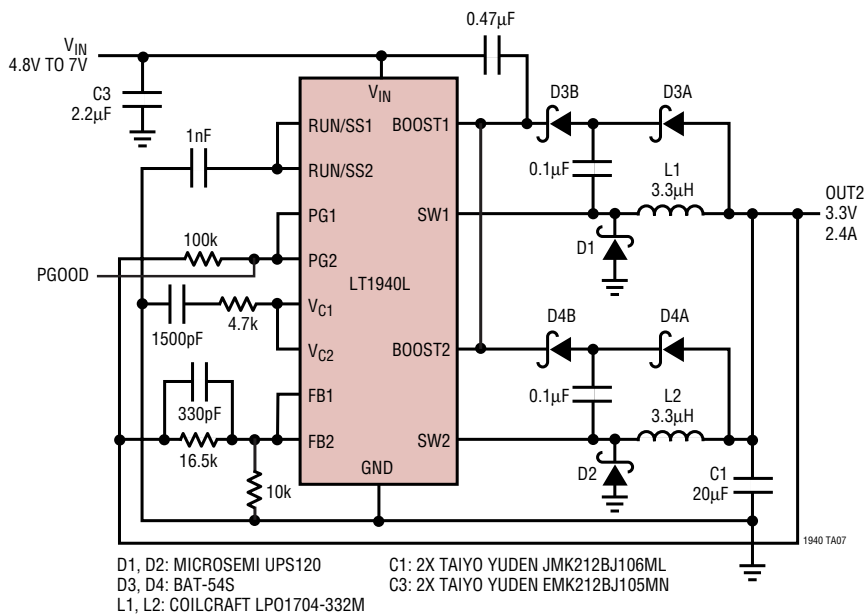 0.47µF
V_IN
4.8V TO 7V
C3
2.2µF
1nF
V_IN
RUN/SS1
RUN/SS2
BOOST1
D3B
D3A
0.1µF
L1
3.3µH
PG1
SW1
OUT2
3.3V
2.4A
100k
PG2
D1
PGOOD
LT1940L
V_C1
V_C2
1500pF
4.7k
BOOST2
D4B
D4A
0.1µF
L2
3.3µH
FB1
330pF
FB2
SW2
16.5k
GND
10k
D2
C1
20µF
1940 TA07
D1, D2: MICROSEMI UPS120
D3, D4: BAT-54S
L1, L2: COILCRAFT LPO1704-332M
C1: 2X TAIYO YUDEN JMK212BJ106ML
C3: 2X TAIYO YUDEN EMK212BJ105MN